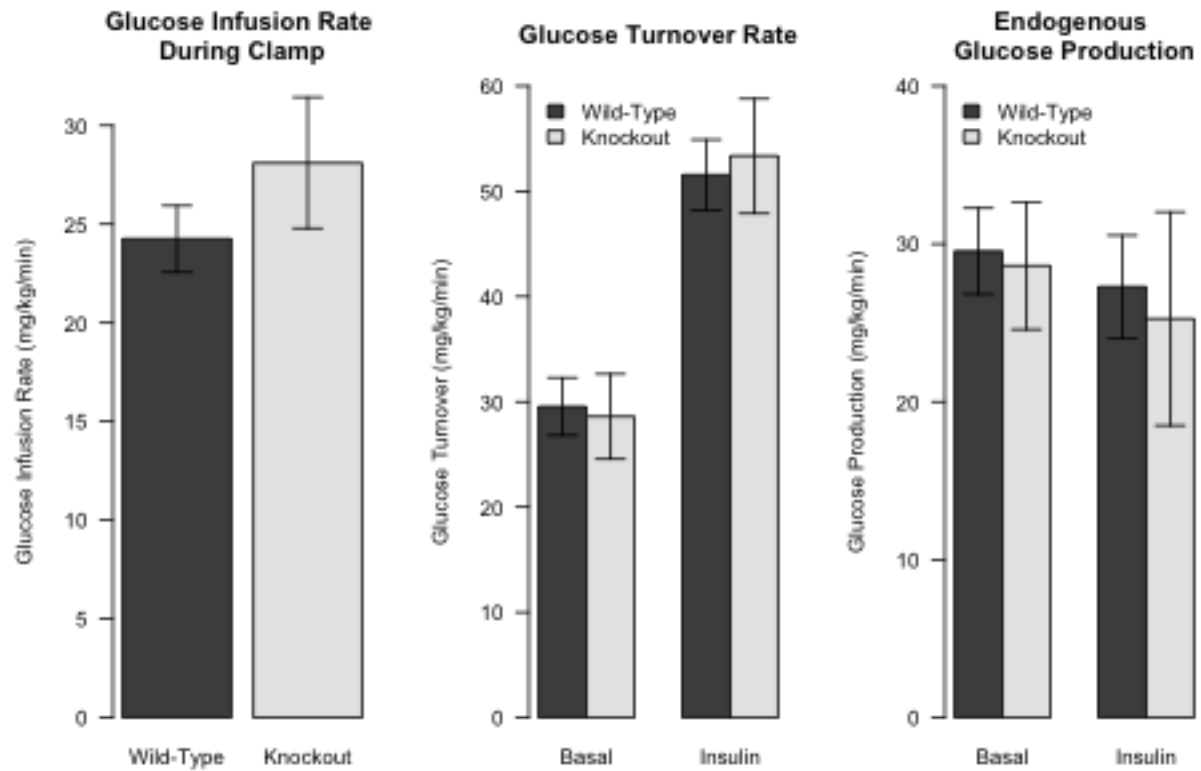 Glucose Infusion Rate
During Clamp
Glucose Infusion Rate (mg/kg/min)
30
25
20
15
10
5
0
Wild-Type Knockout
Glucose Turnover Rate
Glucose Turnover (mg/kg/min)
60
50
40
30
20
10
0
Wild-Type
Knockout
Basal Insulin
Endogenous
Glucose Production
Glucose Production (mg/kg/min)
40
30
20
10
0
Wild-Type
Knockout
Basal Insulin